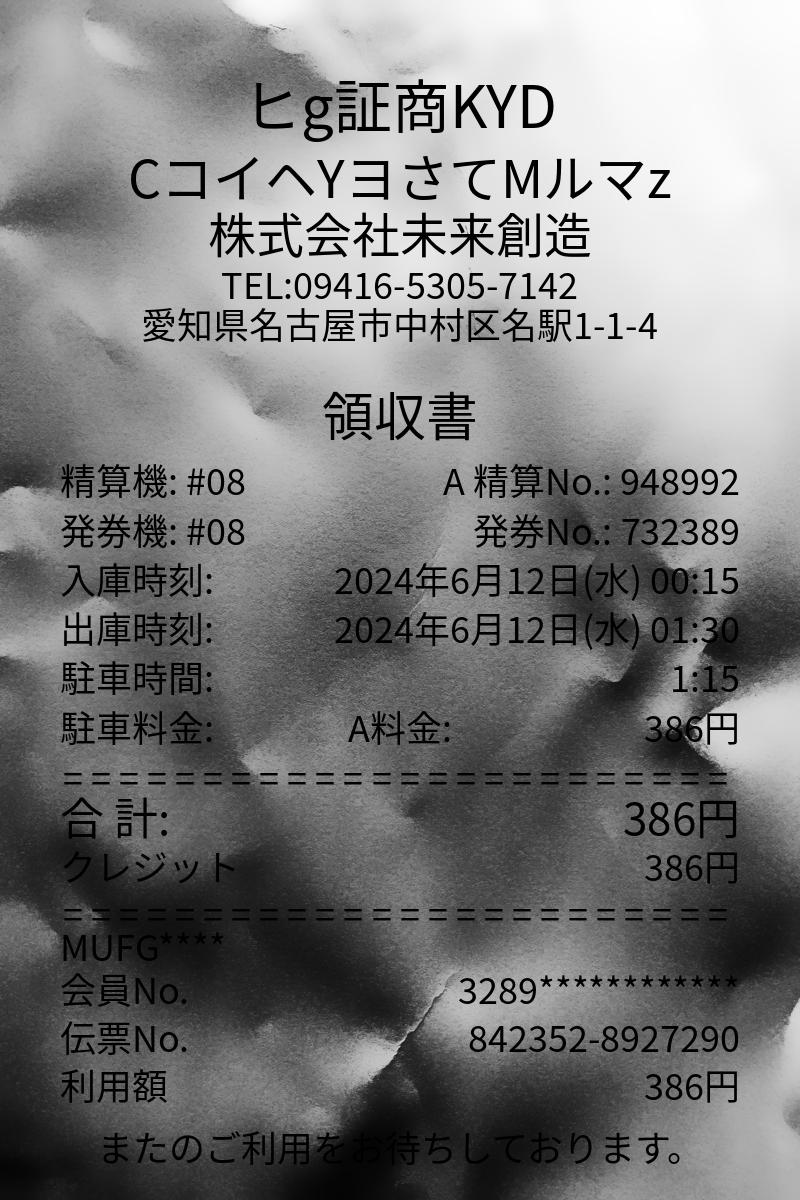 ヒg証商KYD
CコイヘYヨさてMルマz
株式会社未来創造
TEL:09416-5305-7142
愛知県名古屋市中村区名駅1-1-4
領収書
精算機: #08 A 精算No.: 948992
発券機: #08 発券No.: 732389
入庫時刻: 2024年6月12日(水) 00:15
出庫時刻: 2024年6月12日(水) 01:30
駐車時間: 1:15
駐車料金: A料金: 386円
========================
合 計: 386円
クレジット 386円
========================
MUFG****
会員No. 3289************
伝票No. 842352-8927290
利用額 386円
またのご利用をお待ちしております。